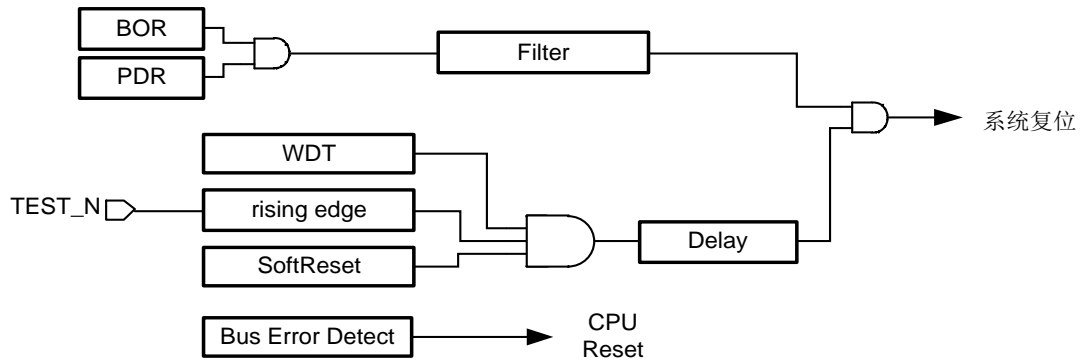 BOR
PDR
Filter
系统复位
WDT
TEST_N
rising edge
SoftReset
Delay
Bus Error Detect
CPU
Reset